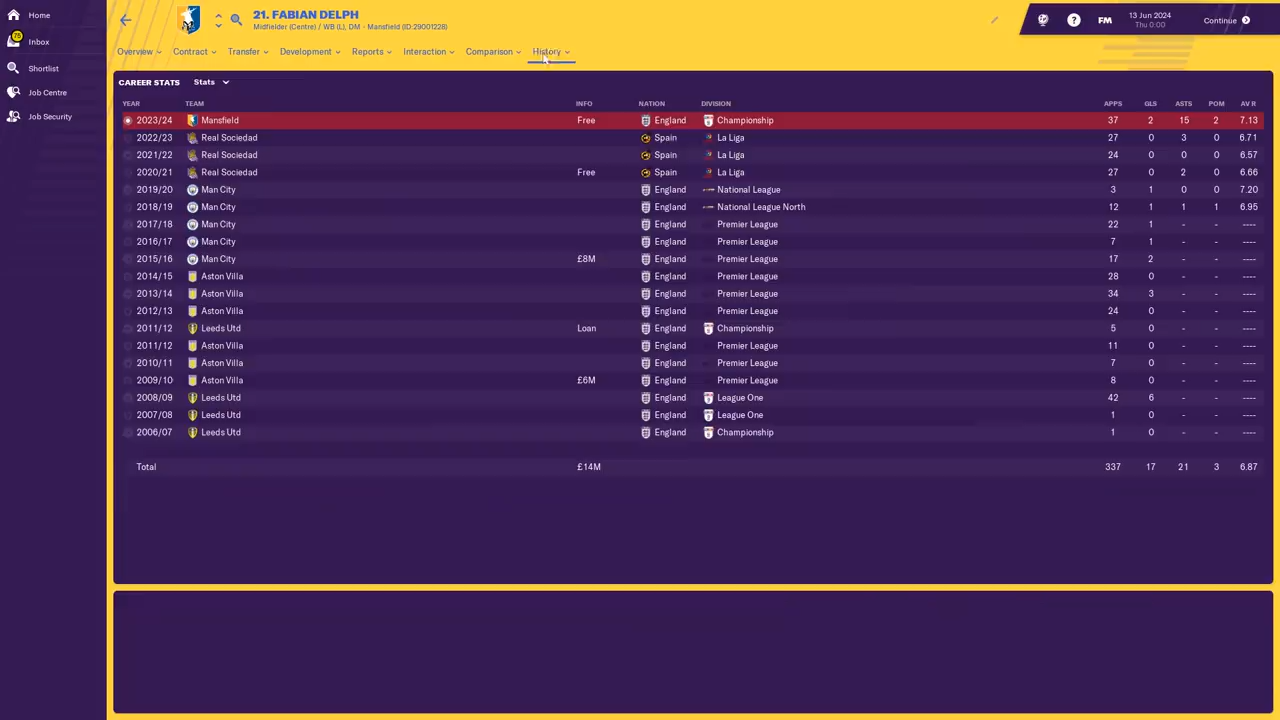 Home
21. FABIAN DELPH
Midfielder (Centre) / WB (L), DM - Mansfield (ID:29001228)
FM
13 Jun 2024
Thu 0:00
Continue
75
Inbox
Shortlist
Job Centre
Job Security
Overview Contract Transfer Development Reports Interaction Comparison History
CAREER STATS Stats
YEAR TEAM INFO NATION DIVISION APPS GLS ASTS POM AV R
2023/24 Mansfield Free England Championship 37 2 15 2 7.13
2022/23 Real Sociedad Spain La Liga 27 0 3 0 6.71
2021/22 Real Sociedad Spain La Liga 24 0 0 0 6.57
2020/21 Real Sociedad Free Spain La Liga 27 0 2 0 6.66
2019/20 Man City England National League 3 1 0 0 7.20
2018/19 Man City England National League North 12 1 1 1 6.95
2017/18 Man City England Premier League 22 1 - - ----
2016/17 Man City England Premier League 7 1 - - ----
2015/16 Man City £8M England Premier League 17 2 - - ----
2014/15 Aston Villa England Premier League 28 0 - - ----
2013/14 Aston Villa England Premier League 34 3 - - ----
2012/13 Aston Villa England Premier League 24 0 - - ----
2011/12 Leeds Utd Loan England Championship 5 0 - - ----
2011/12 Aston Villa England Premier League 11 0 - - ----
2010/11 Aston Villa England Premier League 7 0 - - ----
2009/10 Aston Villa £6M England Premier League 8 0 - - ----
2008/09 Leeds Utd England League One 42 6 - - ----
2007/08 Leeds Utd England League One 1 0 - - ----
2006/07 Leeds Utd England Championship 1 0 - - ----
Total £14M 337 17 21 3 6.87